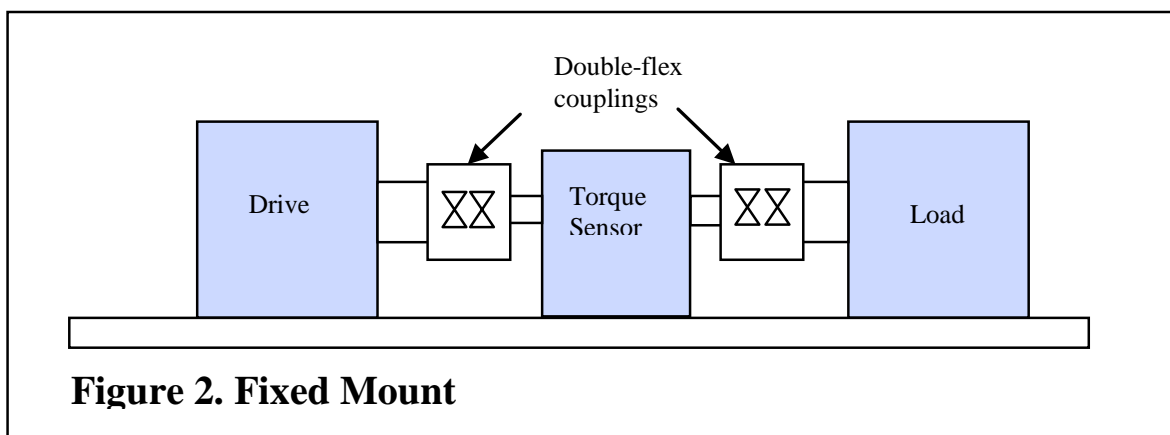 Double-flex
couplings
Drive
Torque
Sensor
Load
Figure 2. Fixed Mount